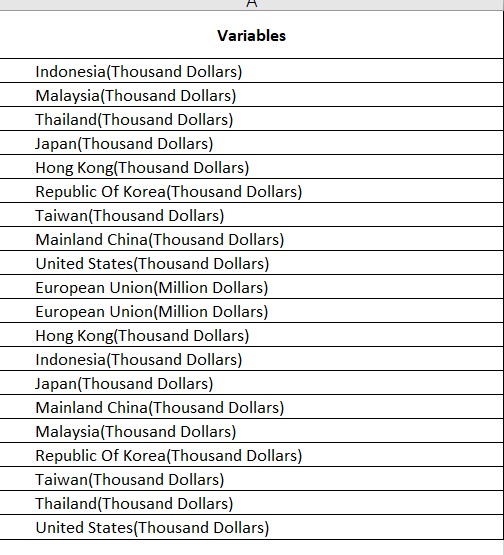 A
Variables
Indonesia(Thousand Dollars)
Malaysia(Thousand Dollars)
Thailand(Thousand Dollars)
Japan(Thousand Dollars)
Hong Kong(Thousand Dollars)
Republic Of Korea(Thousand Dollars)
Taiwan(Thousand Dollars)
Mainland China(Thousand Dollars)
United States(Thousand Dollars)
European Union(Million Dollars)
European Union(Million Dollars)
Hong Kong(Thousand Dollars)
Indonesia(Thousand Dollars)
Japan(Thousand Dollars)
Mainland China(Thousand Dollars)
Malaysia(Thousand Dollars)
Republic Of Korea(Thousand Dollars)
Taiwan(Thousand Dollars)
Thailand(Thousand Dollars)
United States(Thousand Dollars)